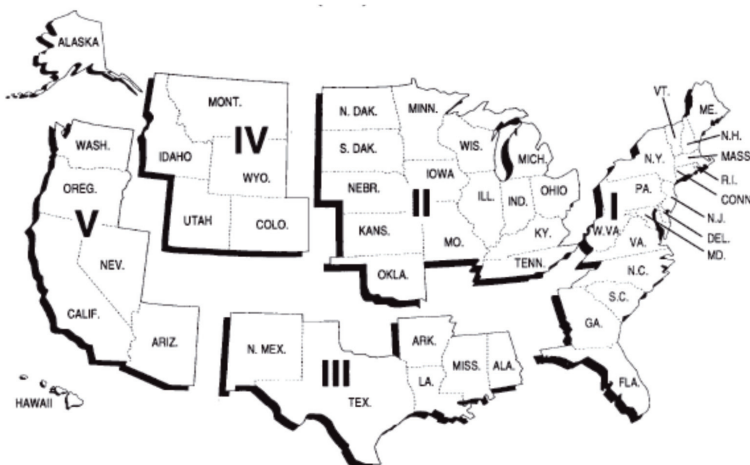 ALASKA
WASH.
OREG.
V
NEV.
CALIF.
ARIZ.
HAWAII
MONT.
IV
IDAHO
WYO.
UTAH
COLO.
N. DAK.
MINN.
S. DAK.
WIS.
MICH.
NEBR.
IOWA
II
ILL.
IND.
OHIO
KANS.
MO.
KY.
OKLA.
TENN.
N. MEX.
III
TEX.
ARK.
LA.
MISS.
ALA.
VT.
ME.
N.H.
N.Y.
MASS
R.I.
PA.
CONN
I
N.J.
W.VA.
DEL.
VA.
MD.
N.C.
S.C.
GA.
FLA.